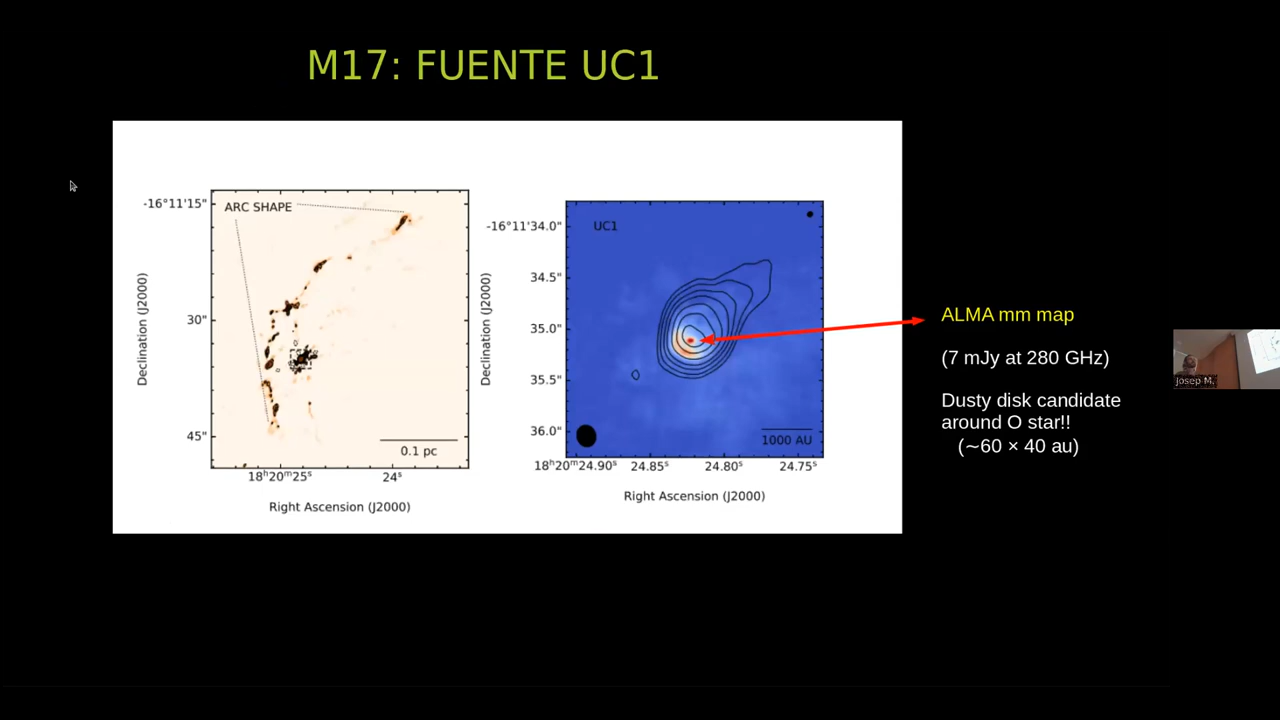 M17: FUENTE UC1
ARC SHAPE
-16°11'15"
30"
45"
Declination (J2000)
0.1 pc
18ʰ20ᵐ25ˢ
24ˢ
Right Ascension (J2000)
UC1
-16°11'34.0"
34.5"
35.0"
35.5"
36.0"
Declination (J2000)
1000 AU
18ʰ20ᵐ24.90ˢ
24.85ˢ
24.80ˢ
24.75ˢ
Right Ascension (J2000)
ALMA mm map
(7 mJy at 280 GHz)
Dusty disk candidate
around O star!!
(~60 × 40 au)
Josep M.